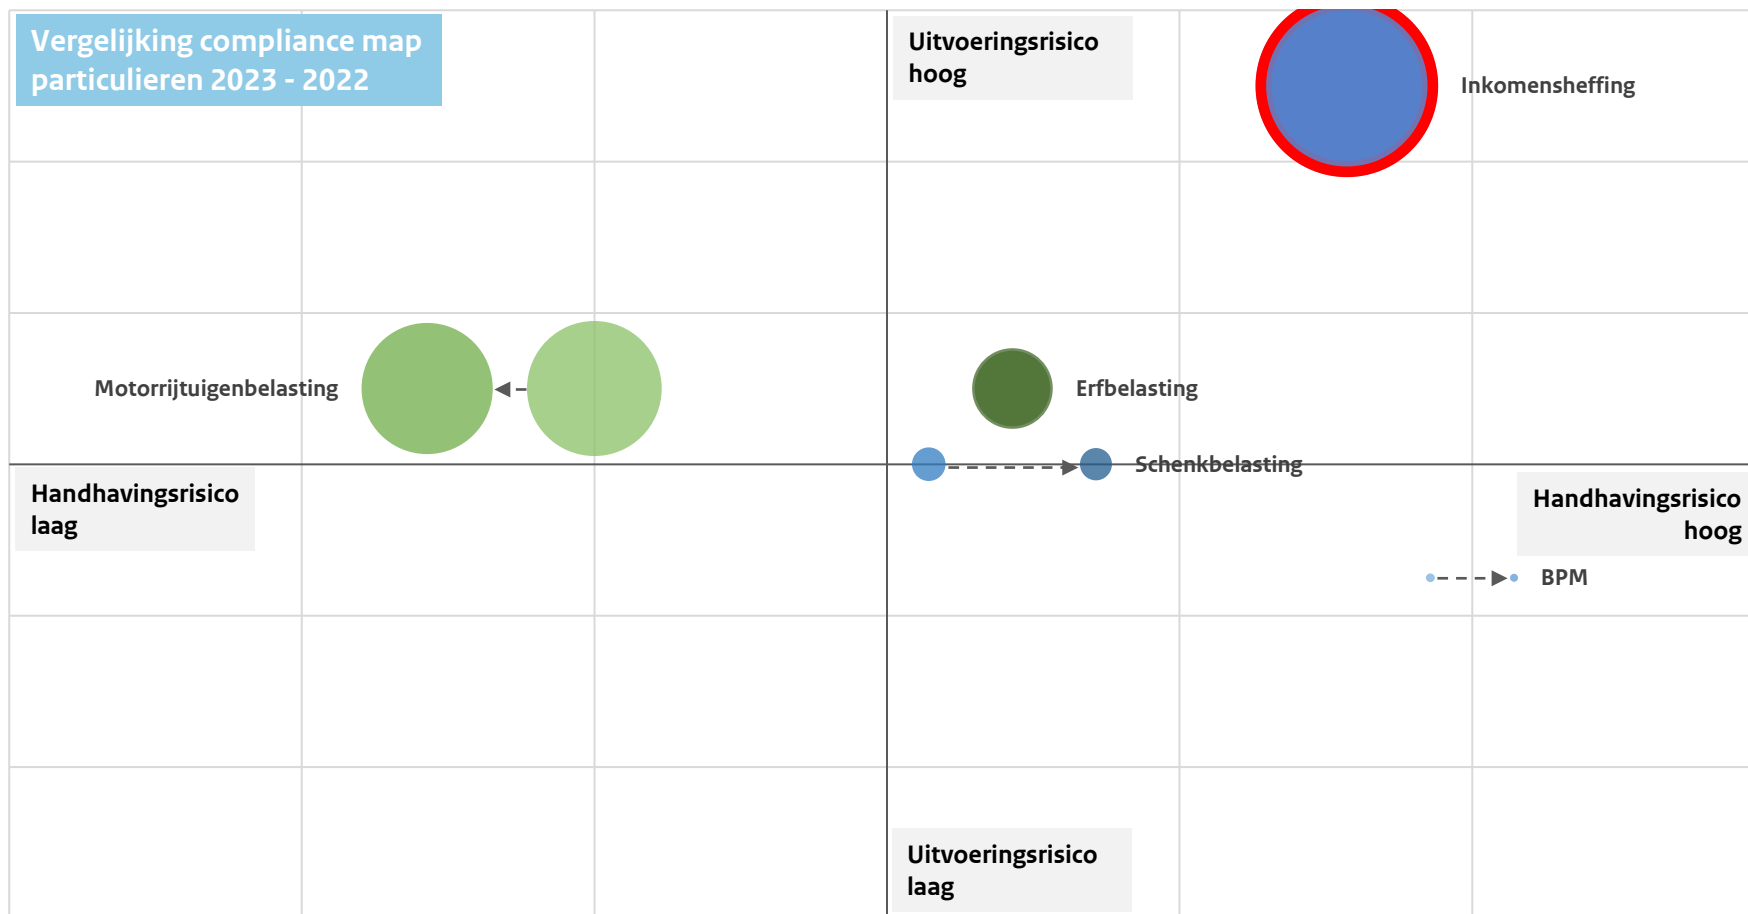 Vergelijking compliance map
particulieren 2023 - 2022
Uitvoeringsrisico
hoog
Inkomensheffing
Motorrijtuigenbelasting
Erfbelasting
Schenkbelasting
Handhavingsrisico
laag
Handhavingsrisico
hoog
BPM
Uitvoeringsrisico
laag